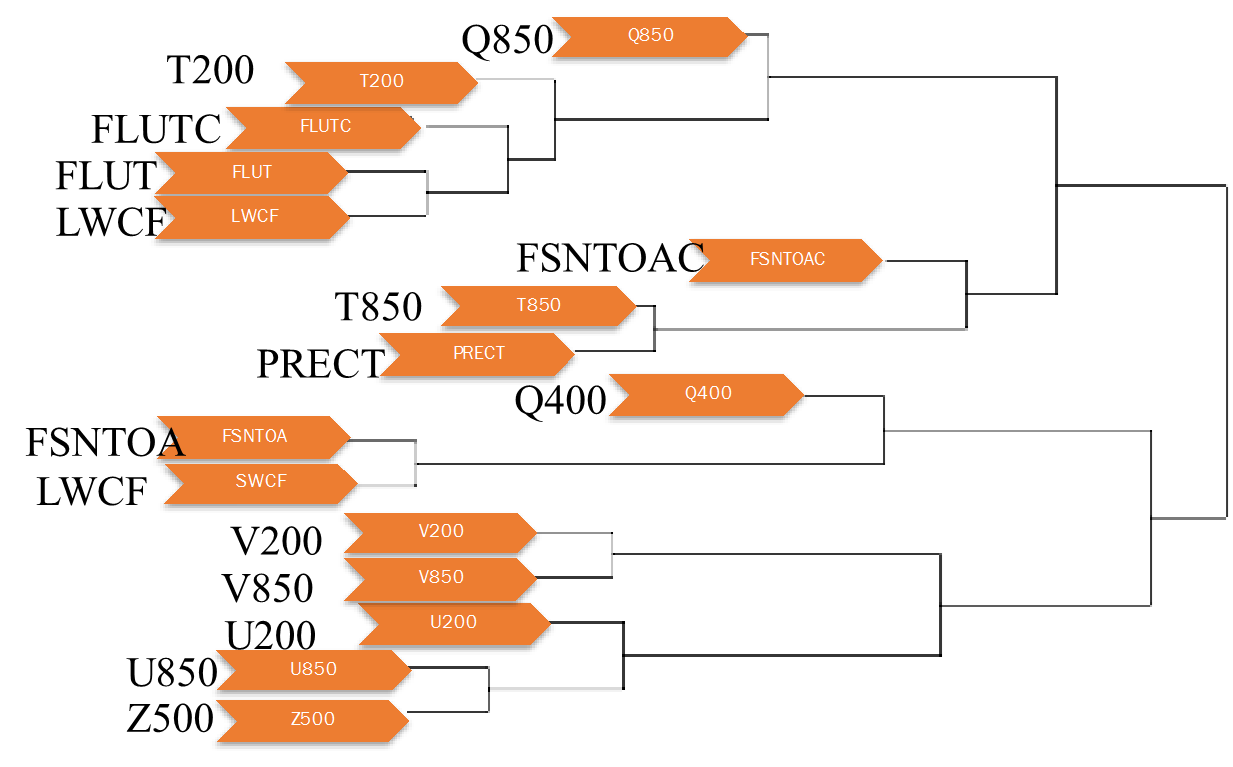 Q850 Q850
T200 T200
FLUTC FLUTC
FLUT FLUT
LWCF LWCF
FSNTOAC FSNTOAC
T850 T850
PRECT PRECT
Q400 Q400
FSNTOA FSNTOA
LWCF SWCF
V200 V200
V850 V850
U200 U200
U850 U850
Z500 Z500